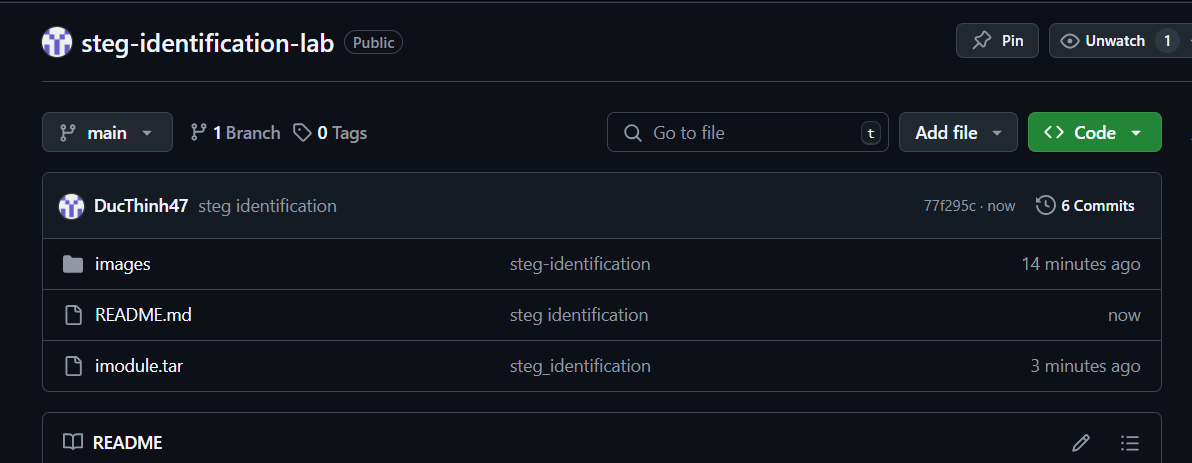 steg-identification-lab Public Pin Unwatch 1
main 1 Branch 0 Tags Go to file t Add file Code
DucThinh47 steg identification 77f295c · now 6 Commits
images steg-identification 14 minutes ago
README.md steg identification now
imodule.tar steg_identification 3 minutes ago
README